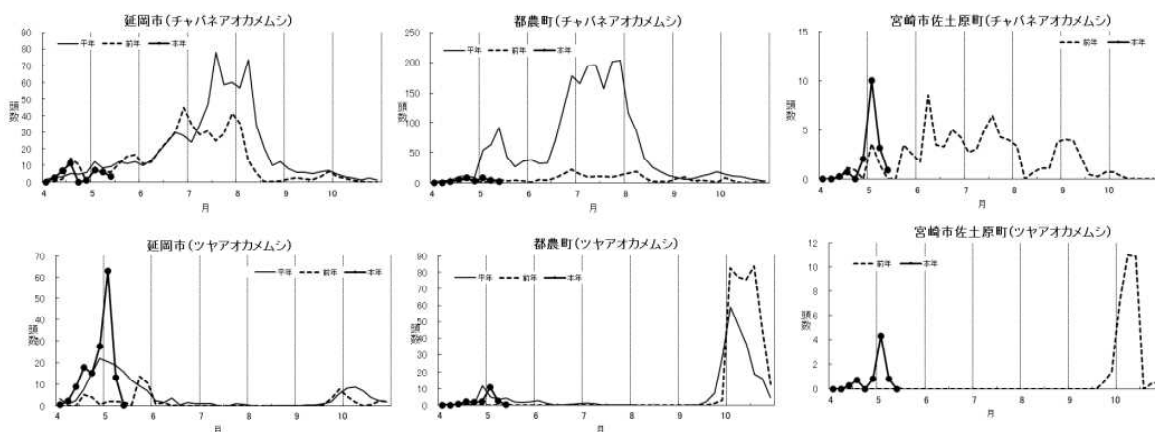 延岡市(チャバネアオカメムシ)
90
80
70
60
50
40
30
20
10
0
頭数
平年 前年 本年
4 5 6 7 8 9 10
月
都農町(チャバネアオカメムシ)
250
200
150
100
50
0
頭数
平年 前年 本年
4 5 6 7 8 9 10
月
宮崎市佐土原町(チャバネアオカメムシ)
15
10
5
0
頭数
前年 本年
4 5 6 7 8 9 10
月
延岡市(ツヤアオカメムシ)
70
60
50
40
30
20
10
0
頭数
平年 前年 本年
4 5 6 7 8 9 10
月
都農町(ツヤアオカメムシ)
90
80
70
60
50
40
30
20
10
0
頭数
平年 前年 本年
4 5 6 7 8 9 10
月
宮崎市佐土原町(ツヤアオカメムシ)
12
10
8
6
4
2
0
頭数
前年 本年
4 5 6 7 8 9 10
月